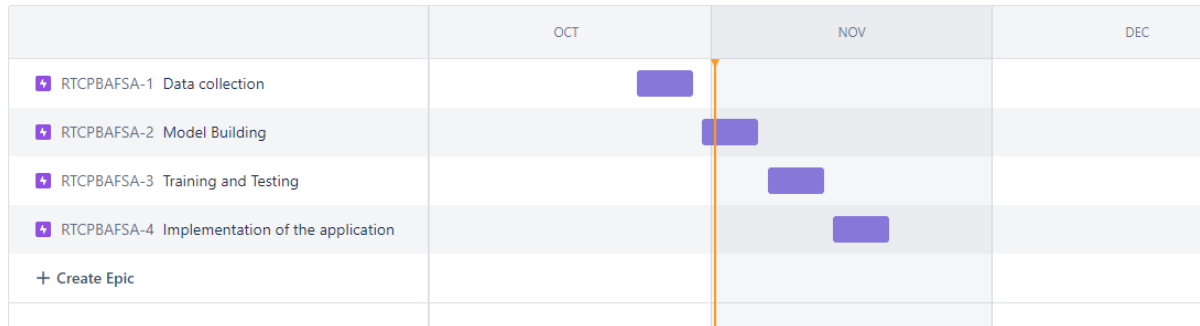 OCT NOV DEC
RTCPBAFSA-1 Data collection
RTCPBAFSA-2 Model Building
RTCPBAFSA-3 Training and Testing
RTCPBAFSA-4 Implementation of the application
+ Create Epic